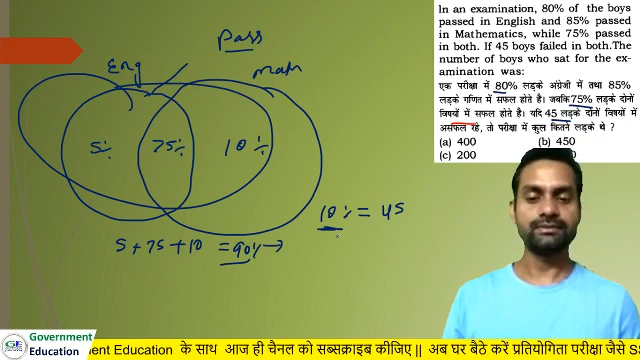 Pass
Eng
math
5%
75%
10%
5 + 75 + 10 = 90% →
10% = 45
In an examination, 80% of the boys
passed in English and 85% passed
in Mathematics, while 75% passed
in both. If 45 boys failed in both.The
number of boys who sat for the ex-
amination was:
एक परीक्षा में 80% लड़के अंग्रेजी में तथा 85%
लड़के गणित में सफल होते है। जबकि 75% लड़के दोनों
विषयों में सफल होते है। यदि 45 लड़के दोनों विषयों में
असफल रहे, तो परीक्षा में कुल कितने लड़के थे ?
(a) 400 (b) 450
(c) 200
GE
Government
Education
ent Education के साथ आज ही चैनल को सब्सक्राइब कीजिए || अब घर बैठे करें प्रतियोगिता परीक्षा जैसे